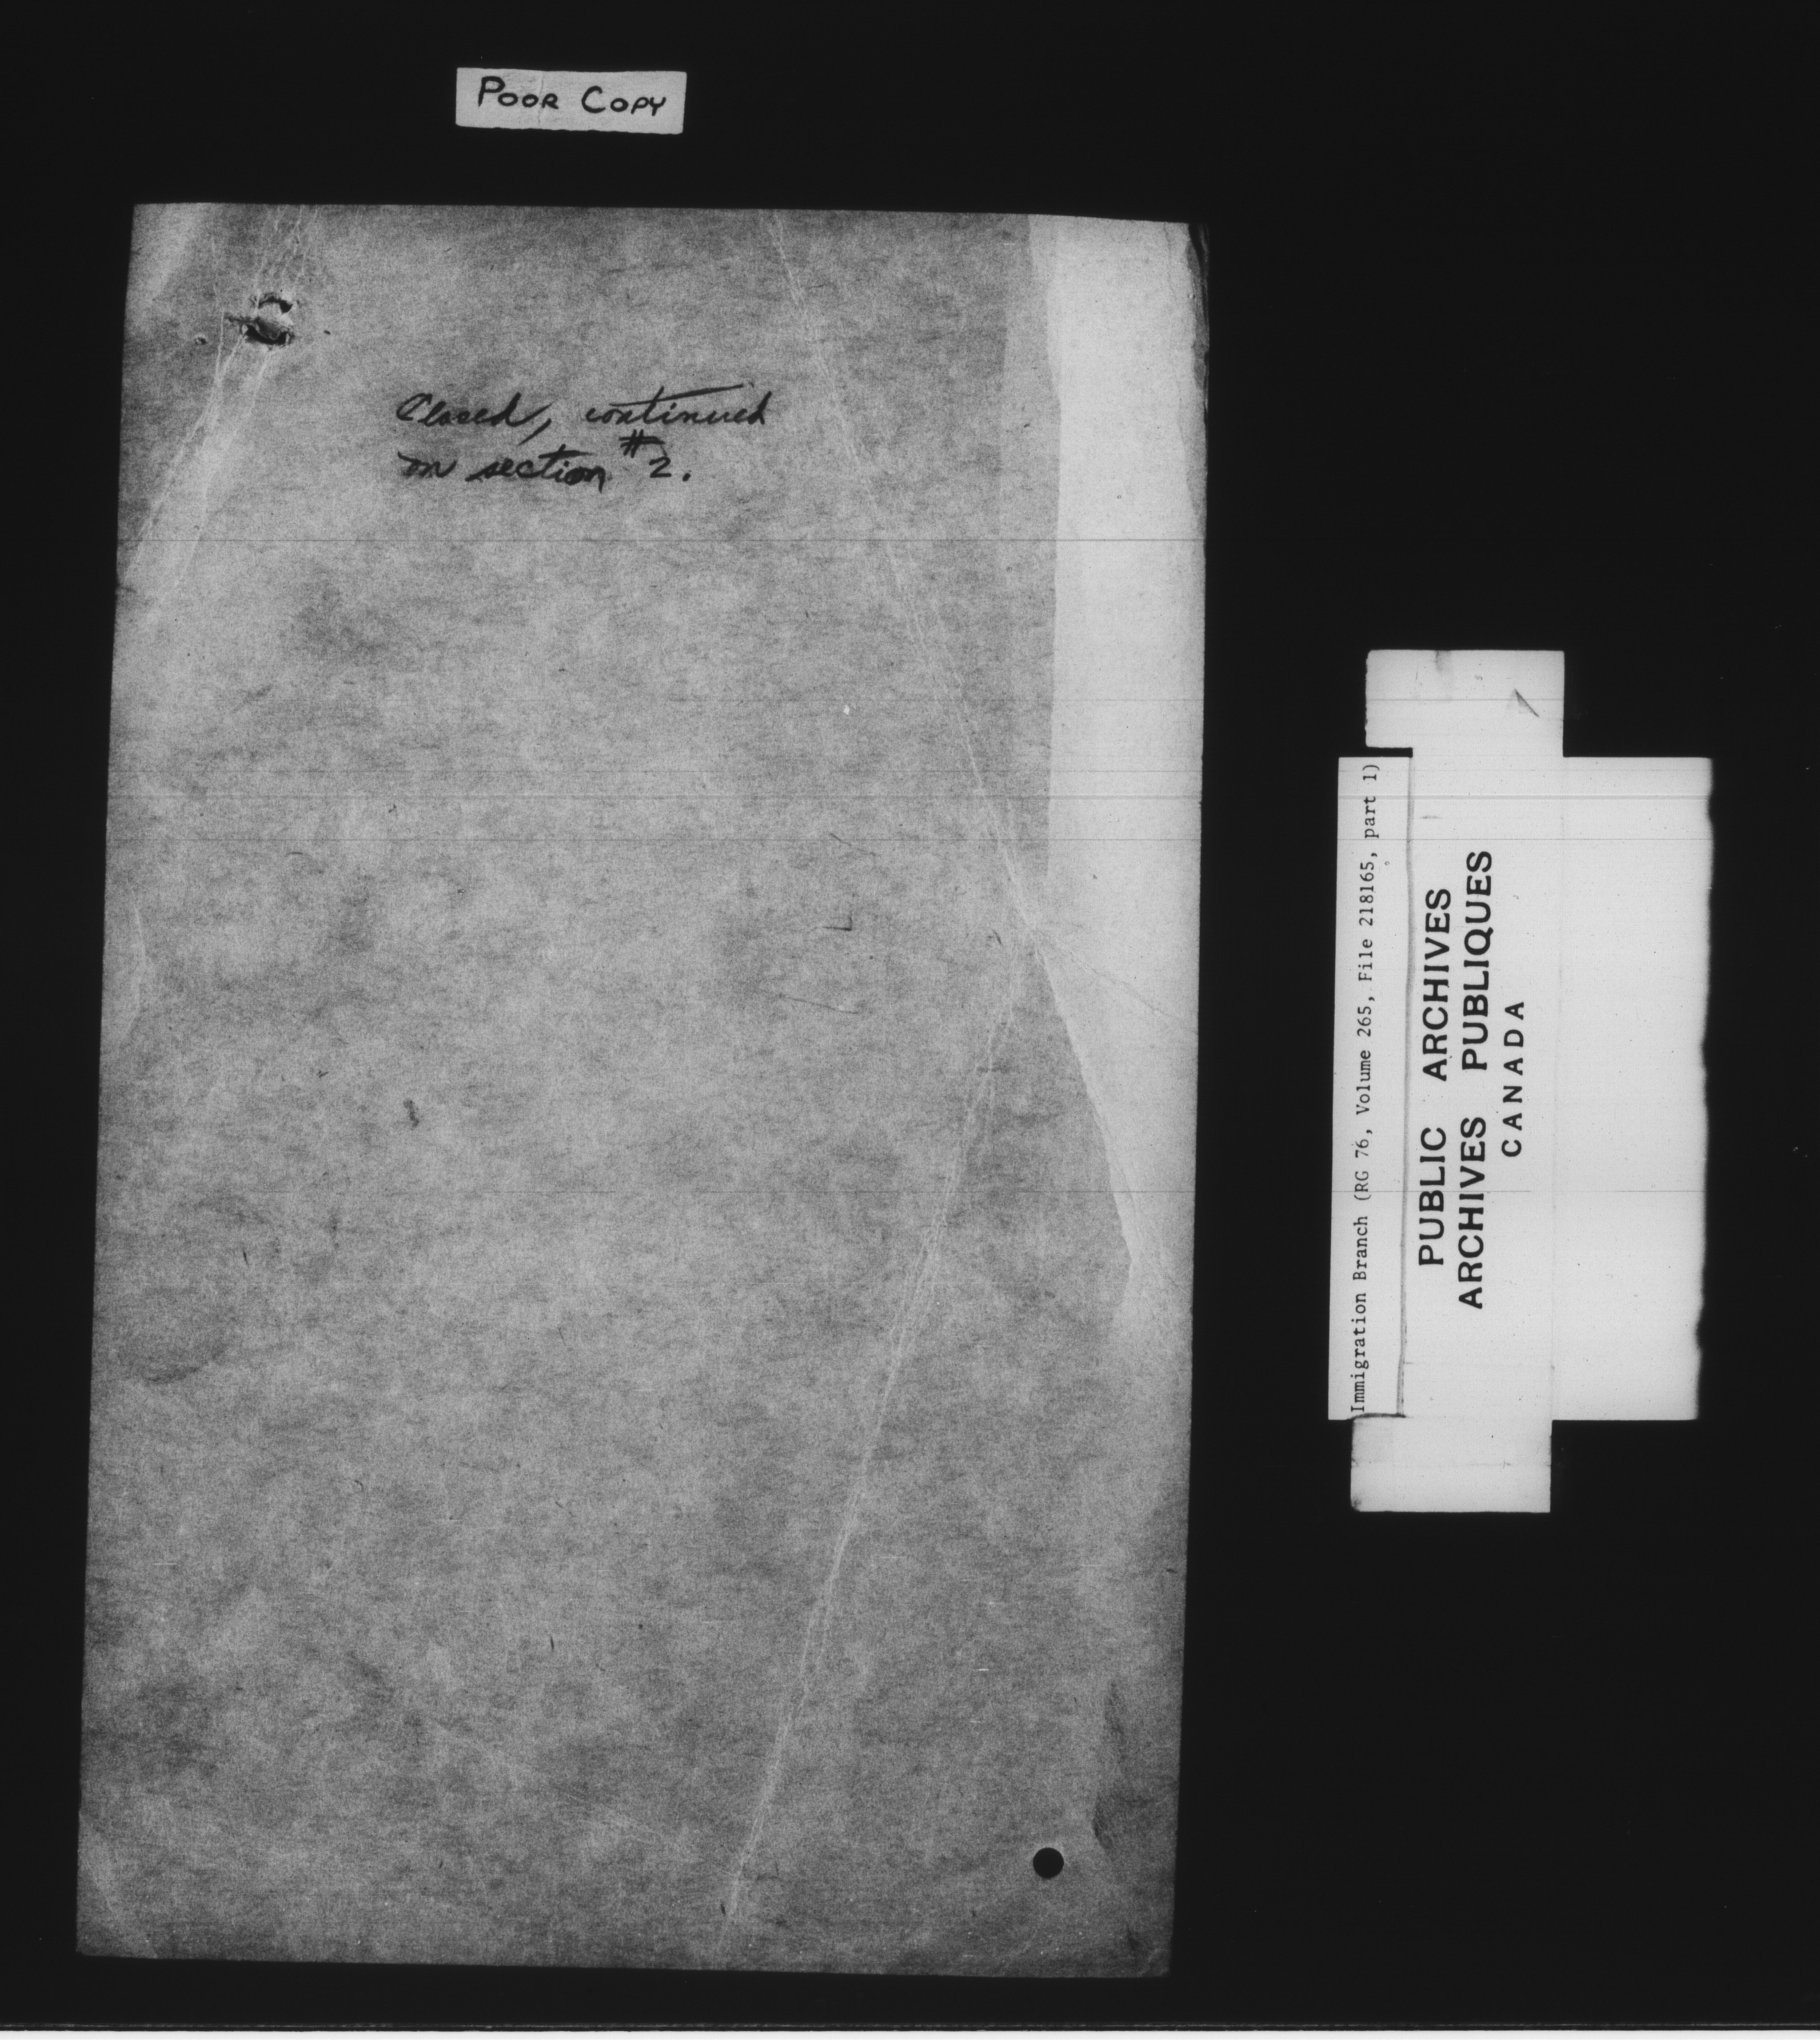 POOR COPY
Closed, continued
on section #2.
Immigration Branch (RG 76, Volume 265, File 218165, part 1)
PUBLIC ARCHIVES
ARCHIVES PUBLIQUES
CANADA